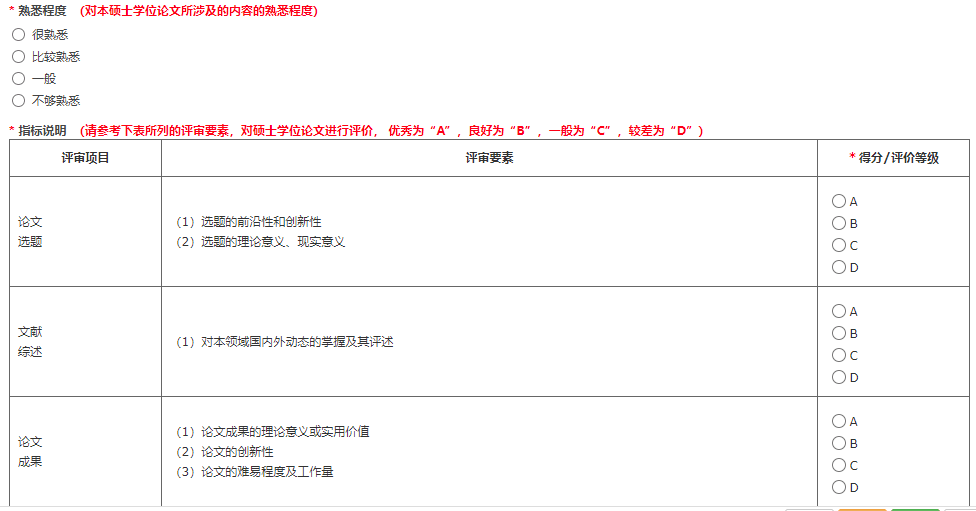 * 熟悉程度 (对本硕士学位论文所涉及的内容的熟悉程度)
很熟悉
比较熟悉
一般
不够熟悉
* 指标说明 (请参考下表所列的评审要素，对硕士学位论文进行评价， 优秀为“A”，良好为“B”，一般为“C”，较差为“D”)
评审项目 评审要素 * 得分/评价等级
论文
选题
(1) 选题的前沿性和创新性
(2) 选题的理论意义、现实意义
A
B
C
D
文献
综述
(1) 对本领域国内外动态的掌握及其评述
A
B
C
D
论文
成果
(1) 论文成果的理论意义或实用价值
(2) 论文的创新性
(3) 论文的难易程度及工作量
A
B
C
D